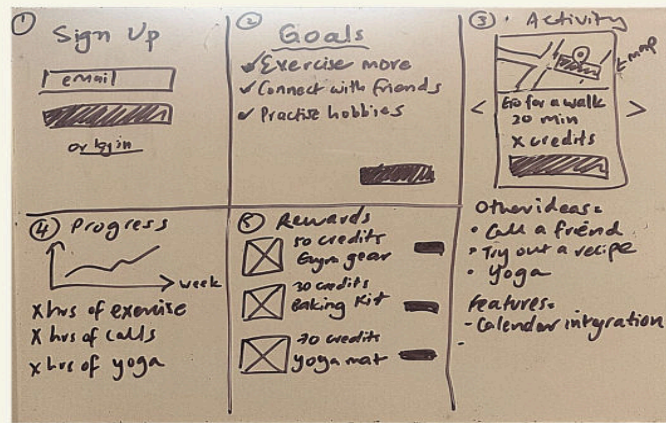 ①
Sign Up
email
or login
②
Goals
✓ Exercise more
✓ Connect with friends
✓ Practise hobbies
③ • Activity
map
< >
Go for a walk
20 min
X credits
④ Progress
week
X hrs of exercise
X hrs of calls
X hrs of yoga
⑤ Rewards
50 credits
Gym gear
30 credits
Baking Kit
70 credits
yoga mat
Other ideas=
• Call a friend
• Try out a recipe
• Yoga
Features=
- Calendar intyration
-